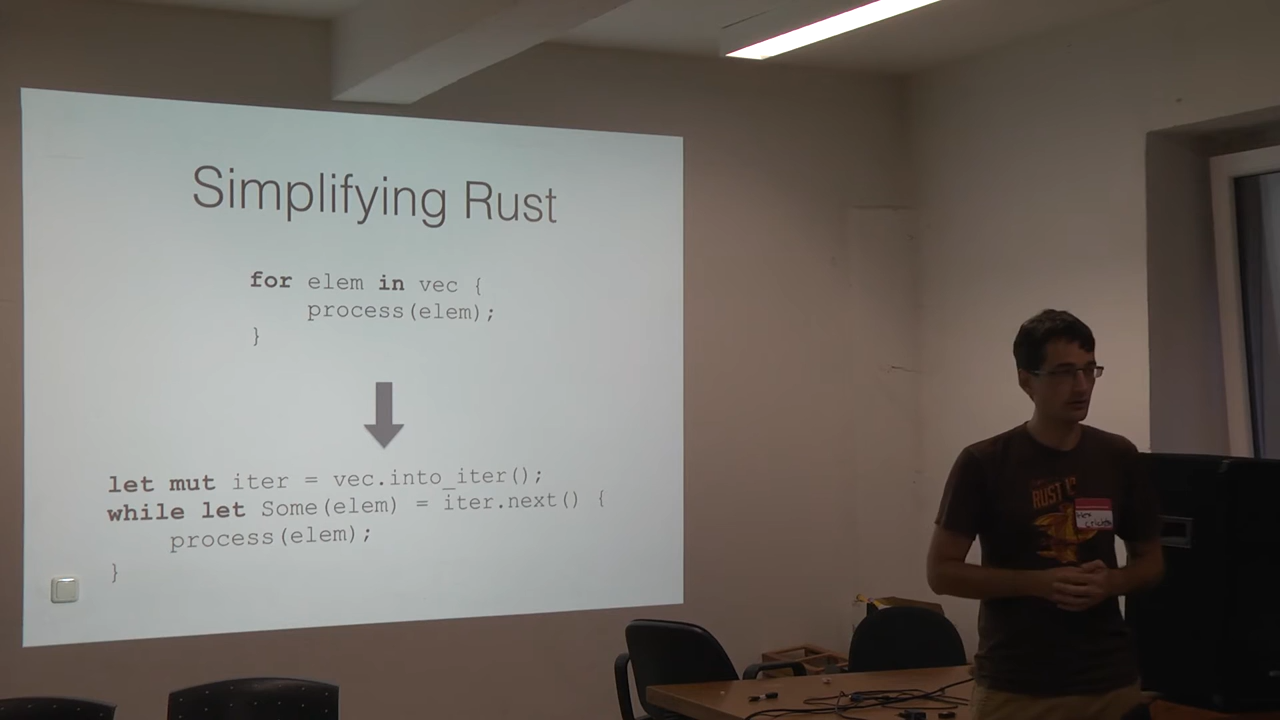 Simplifying Rust
for elem in vec {
    process(elem);
}
let mut iter = vec.into_iter();
while let Some(elem) = iter.next() {
    process(elem);
}
RUST